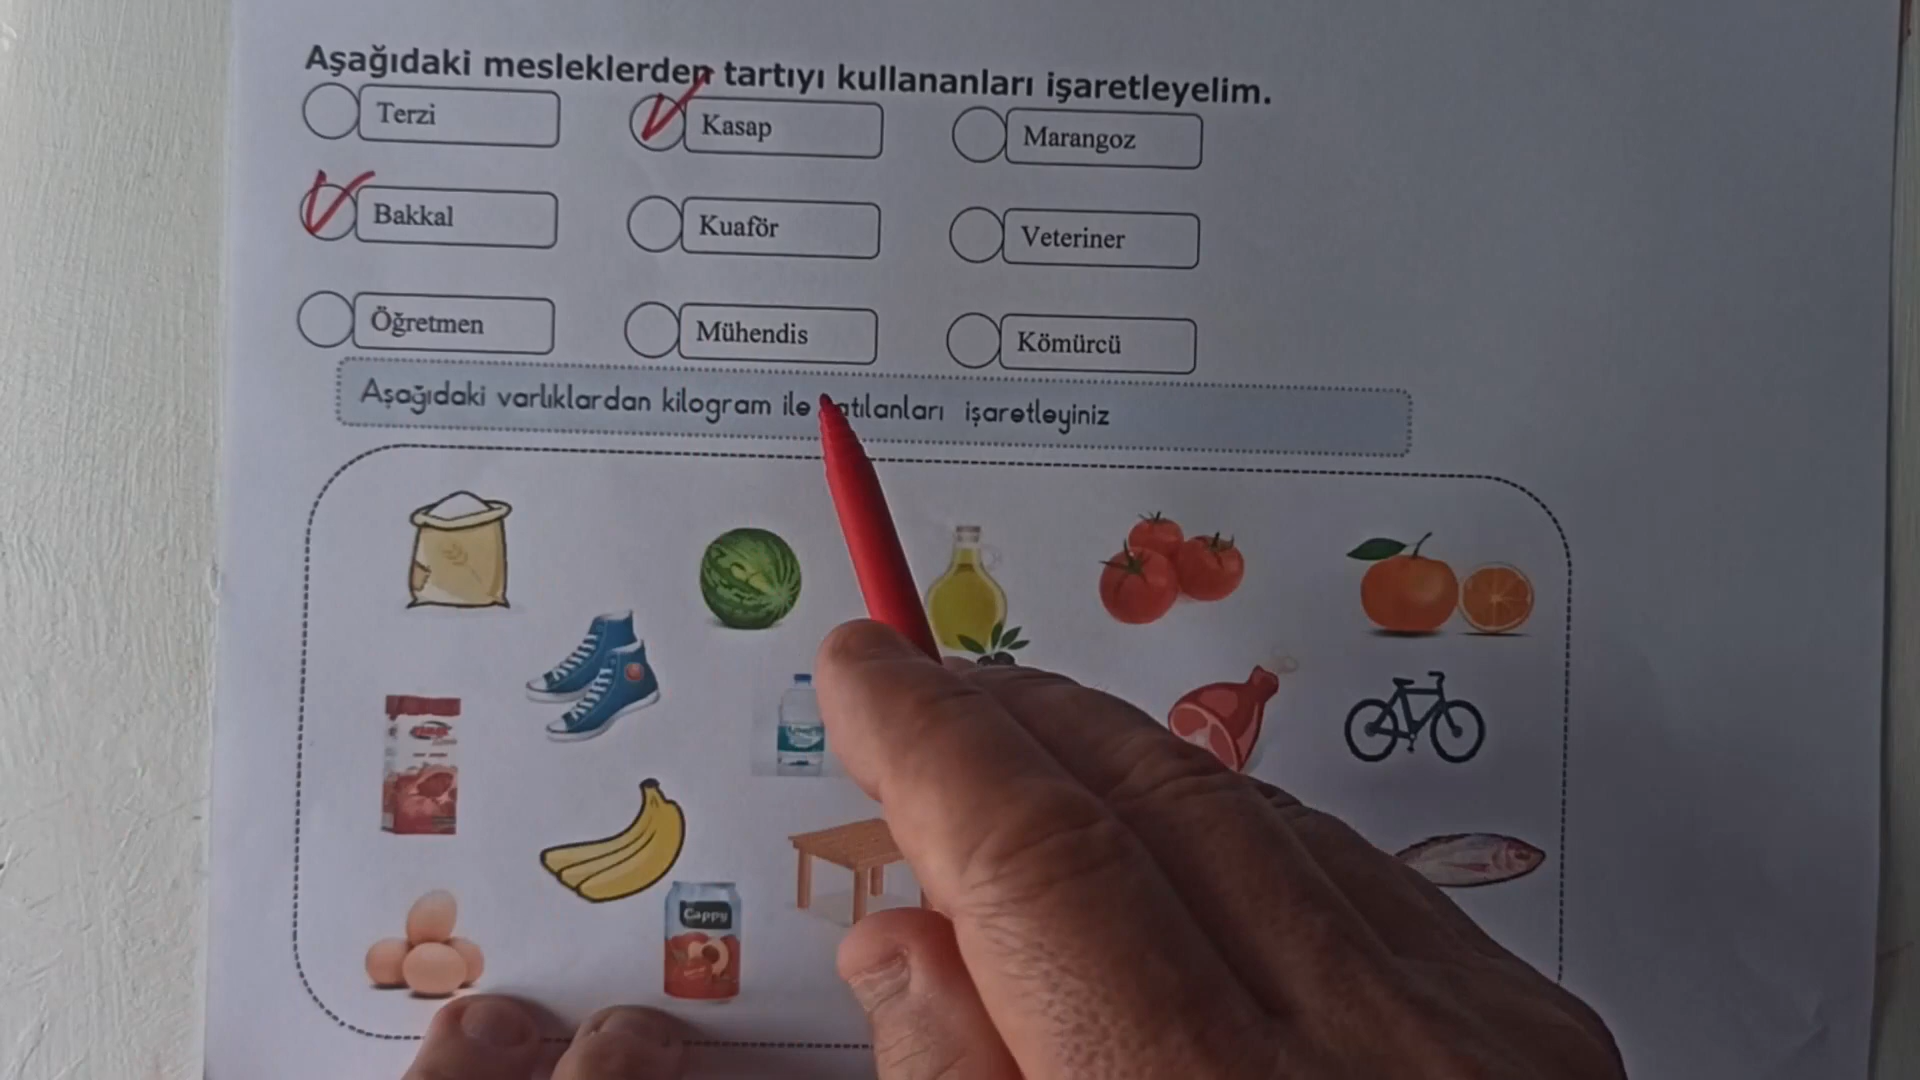 Aşağıdaki mesleklerden tartıyı kullananları işaretleyelim.
Terzi
Kasap
Marangoz
Bakkal
Kuaför
Veteriner
Öğretmen
Mühendis
Kömürcü
Aşağıdaki varlıklardan kilogram ile satılanları işaretleyiniz
Cappy